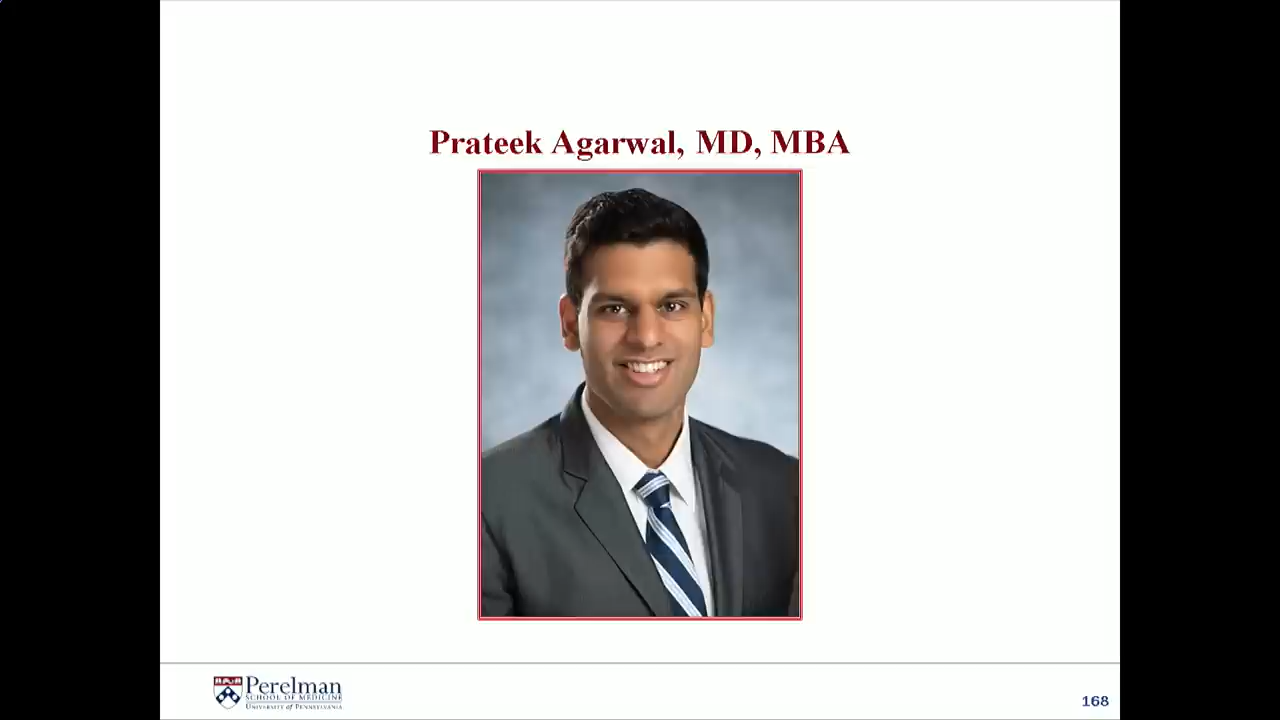 Prateek Agarwal, MD, MBA
Perelman
SCHOOL OF MEDICINE
UNIVERSITY of PENNSYLVANIA
168